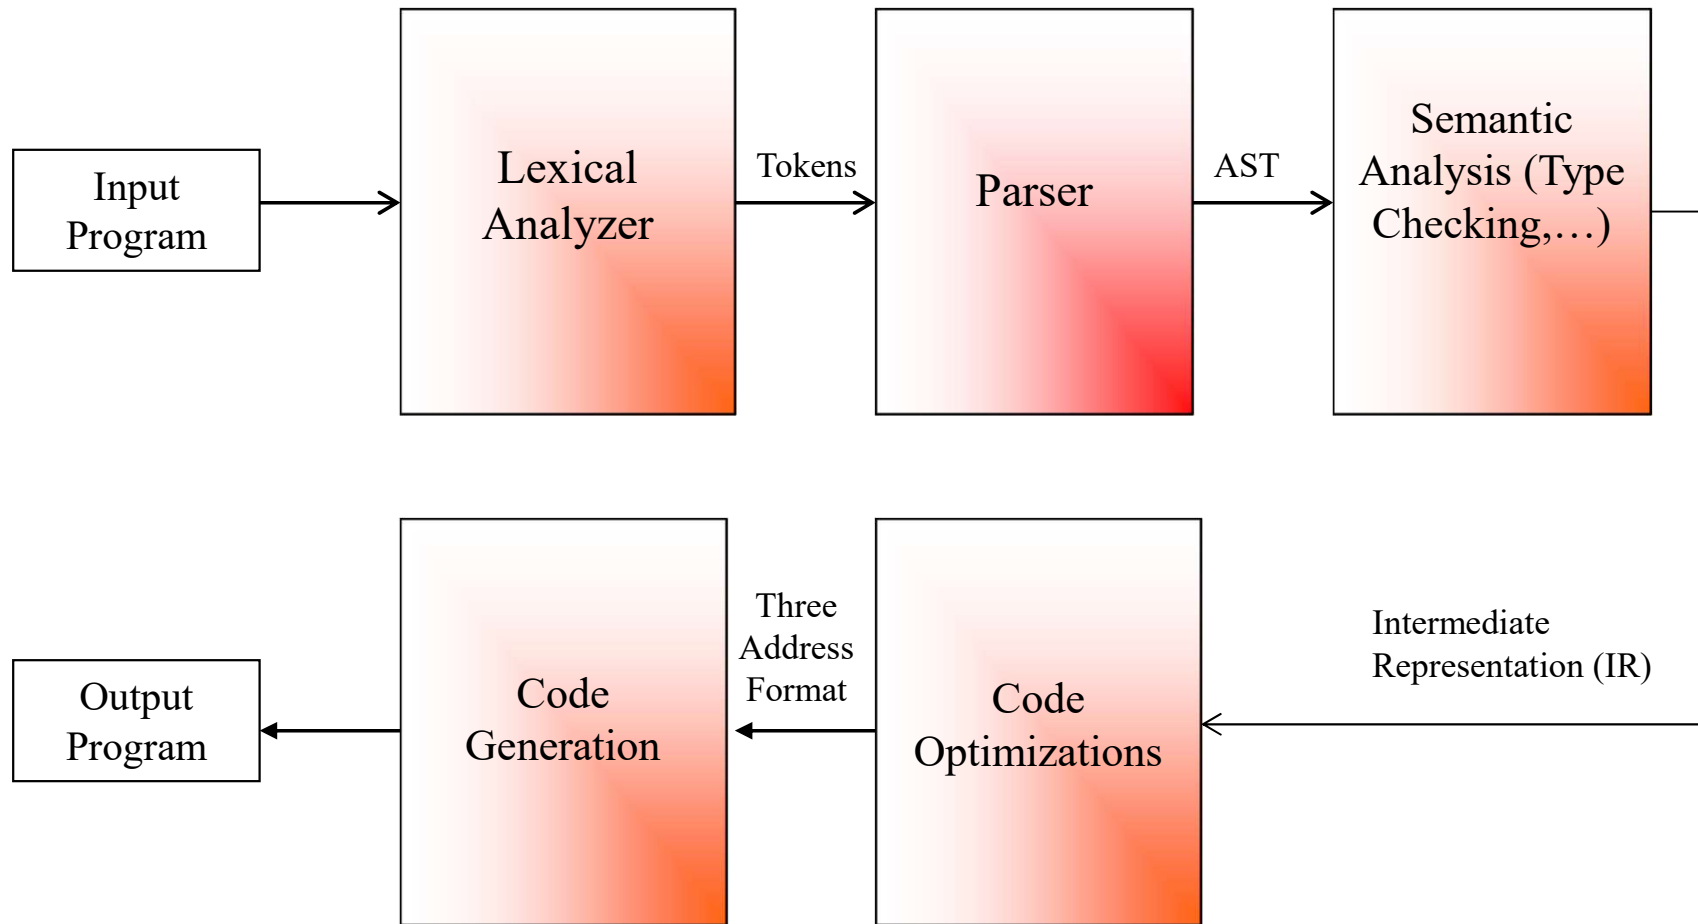 Input
Program
Lexical
Analyzer
Tokens
Parser
AST
Semantic
Analysis (Type
Checking,…)
Output
Program
Code
Generation
Three
Address
Format
Code
Optimizations
Intermediate
Representation (IR)